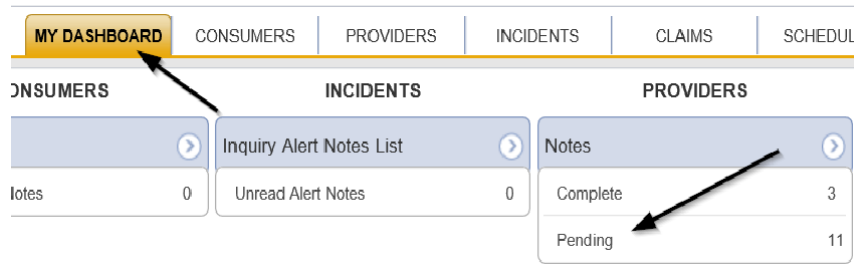 MY DASHBOARD CONSUMERS PROVIDERS INCIDENTS CLAIMS SCHEDUL
ONSUMERS INCIDENTS PROVIDERS
Inquiry Alert Notes List Notes
lotes 0 Unread Alert Notes 0 Complete 3
Pending 11